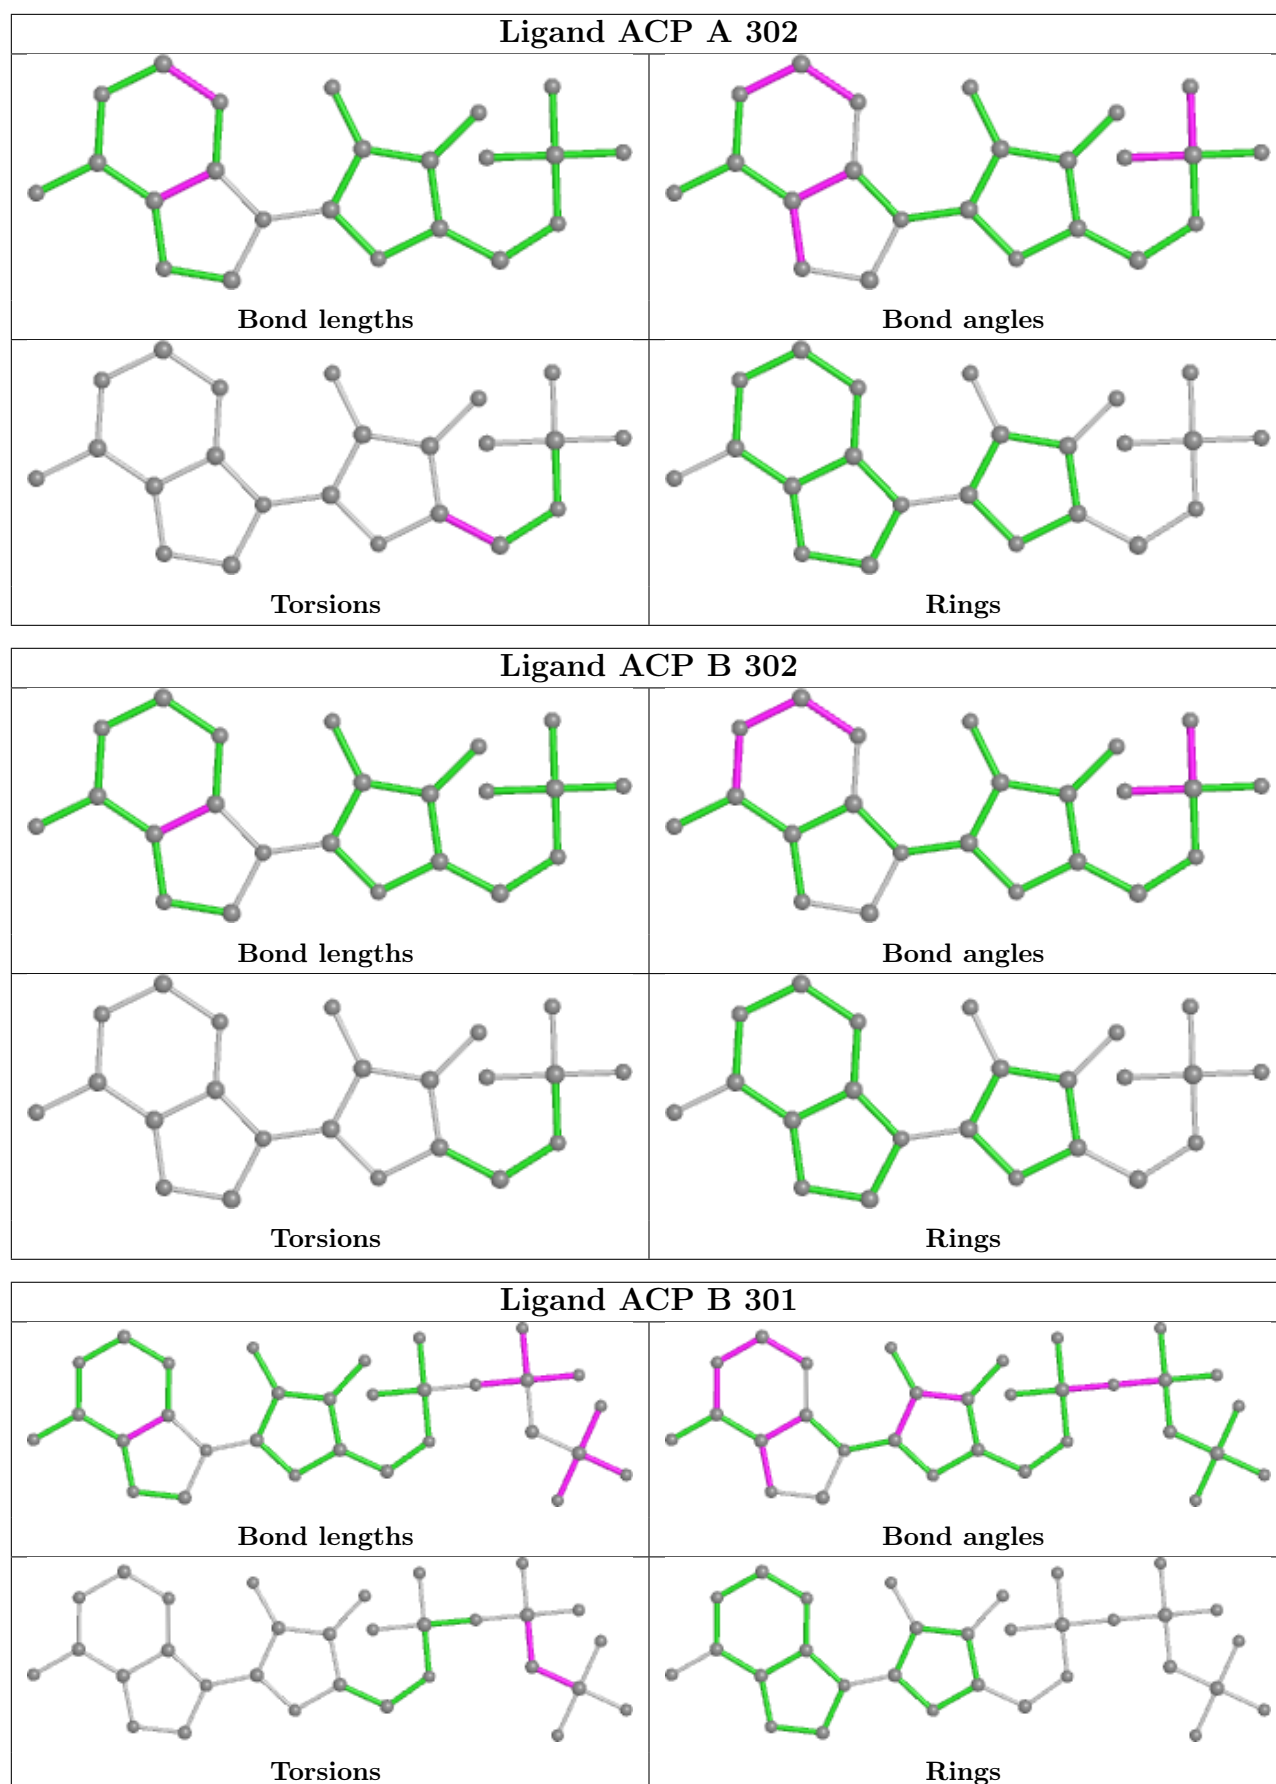 Ligand ACP A 302
Bond lengths
Bond angles
Torsions
Rings
Ligand ACP B 302
Bond lengths
Bond angles
Torsions
Rings
Ligand ACP B 301
Bond lengths
Bond angles
Torsions
Rings